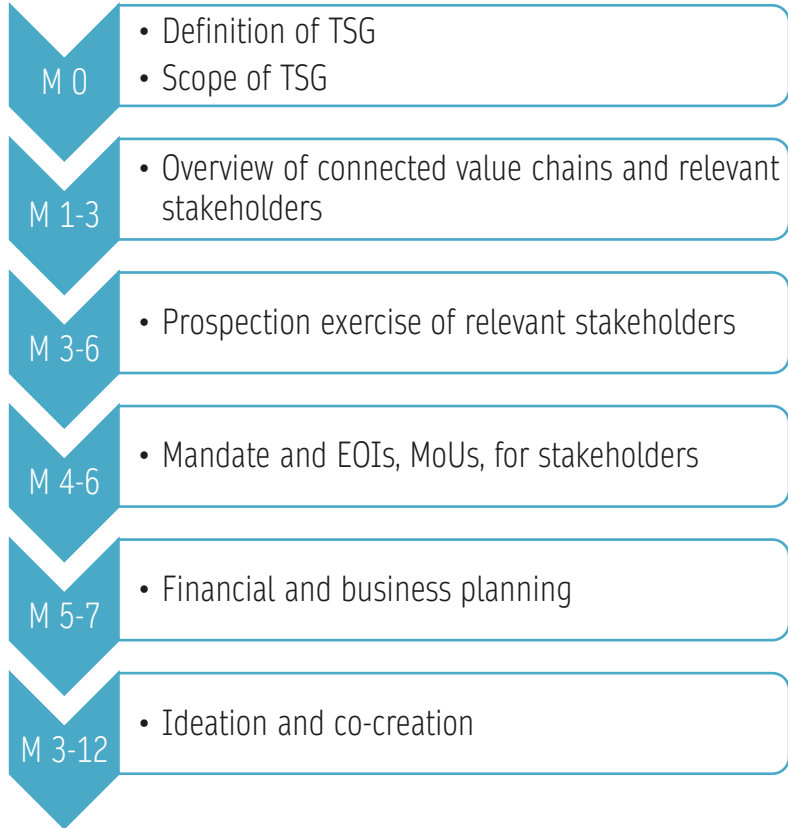 M 0
• Definition of TSG
• Scope of TSG
M 1-3
• Overview of connected value chains and relevant
stakeholders
M 3-6
• Prospection exercise of relevant stakeholders
M 4-6
• Mandate and EOIs, MoUs, for stakeholders
M 5-7
• Financial and business planning
M 3-12
• Ideation and co-creation